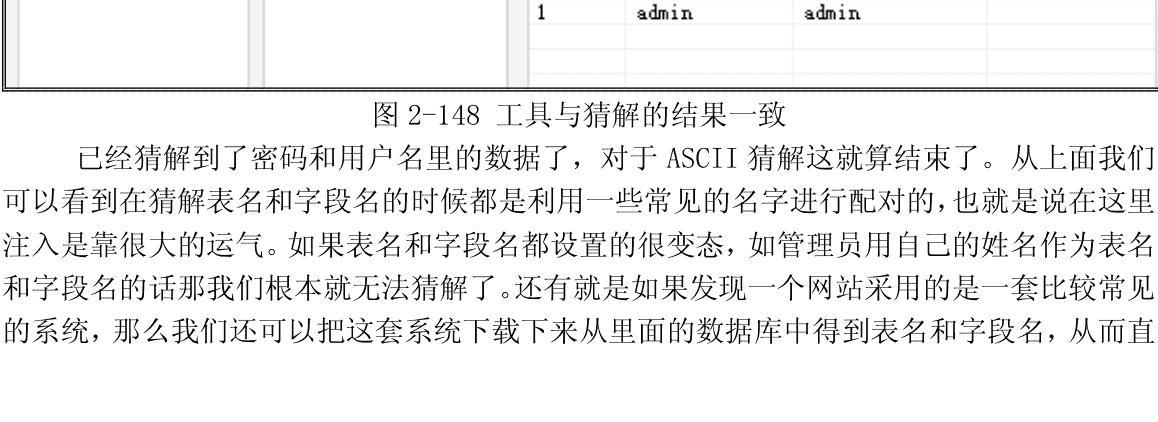 1 admin admin
图 2-148 工具与猜解的结果一致
已经猜解到了密码和用户名里的数据了，对于 ASCII 猜解这就算结束了。从上面我们
可以看到在猜解表名和字段名的时候都是利用一些常见的名字进行配对的，也就是说在这里
注入是靠很大的运气。如果表名和字段名都设置的很变态，如管理员用自己的姓名作为表名
和字段名的话那我们根本就无法猜解了。还有就是如果发现一个网站采用的是一套比较常见
的系统，那么我们还可以把这套系统下载下来从里面的数据库中得到表名和字段名，从而直